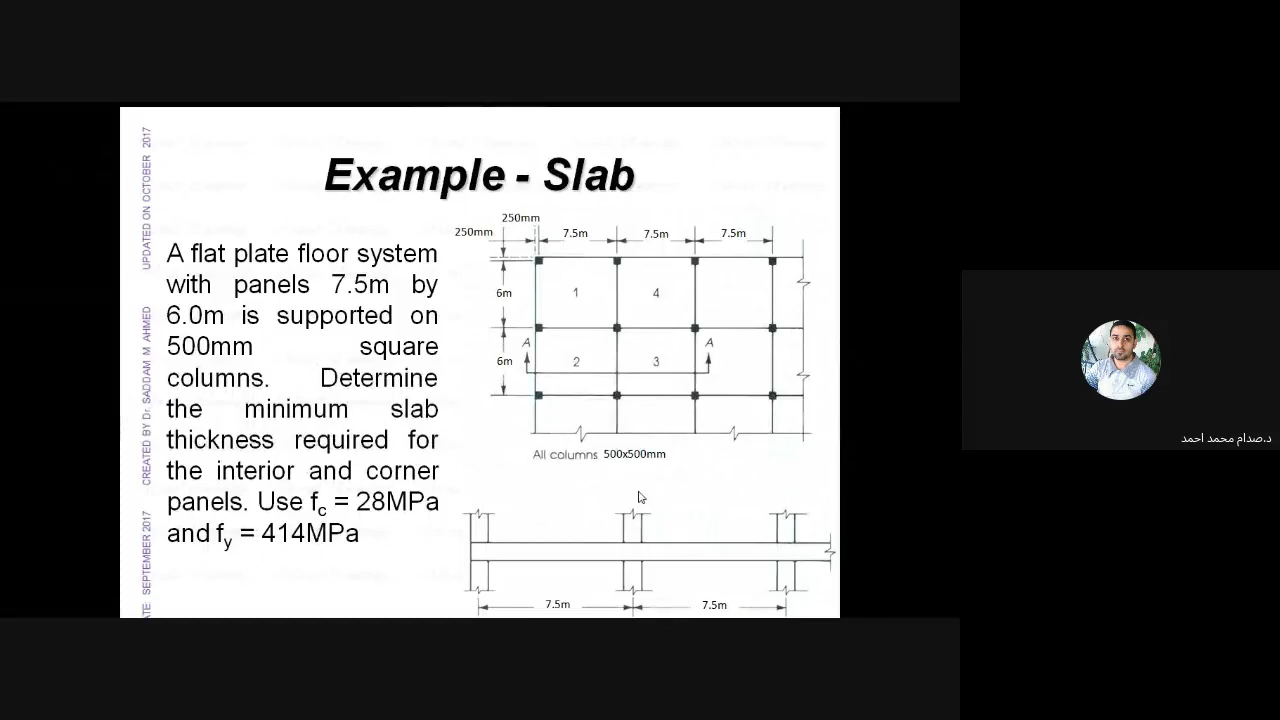 Example - Slab
A flat plate floor system
with panels 7.5m by
6.0m is supported on
500mm square
columns. Determine
the minimum slab
thickness required for
the interior and corner
panels. Use fc = 28MPa
and fy = 414MPa
250mm
250mm
7.5m
7.5m
7.5m
6m
1
4
A
A
6m
2
3
All columns 500x500mm
7.5m
7.5m
UPDATED ON OCTOBER 2017
CREATED BY Dr. SADDAM M AHMED
ATE SEPTEMBER 2017
د.صدام محمد احمد